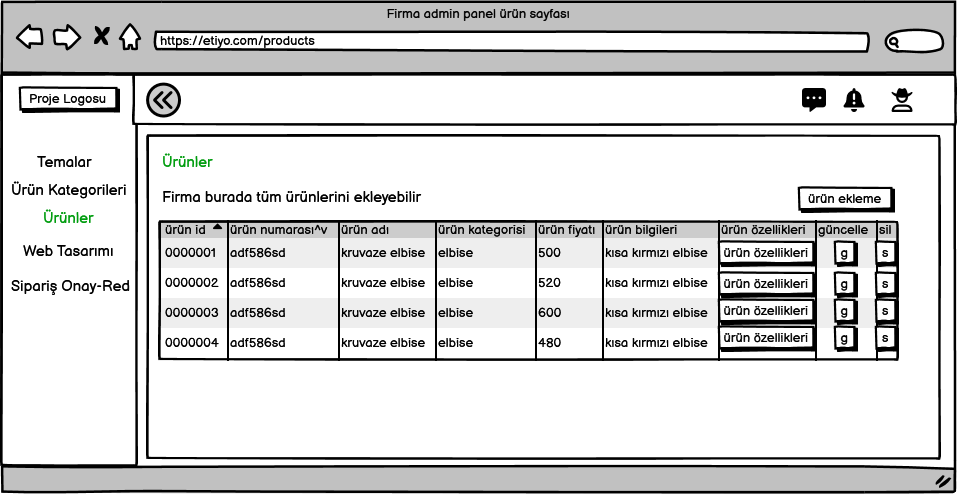 Firma admin panel ürün sayfası
https://etiyo.com/products
Proje Logosu
Temalar
Ürün Kategorileri
Ürünler
Web Tasarımı
Sipariş Onay-Red
Ürünler
Firma burada tüm ürünlerini ekleyebilir
ürün ekleme
ürün id ürün numarası^v ürün adı ürün kategorisi ürün fiyatı ürün bilgileri ürün özellikleri güncelle sil
0000001 adf586sd kruvaze elbise elbise 500 kısa kırmızı elbise ürün özellikleri g s
0000002 adf586sd kruvaze elbise elbise 520 kısa kırmızı elbise ürün özellikleri g s
0000003 adf586sd kruvaze elbise elbise 600 kısa kırmızı elbise ürün özellikleri g s
0000004 adf586sd kruvaze elbise elbise 480 kısa kırmızı elbise ürün özellikleri g s